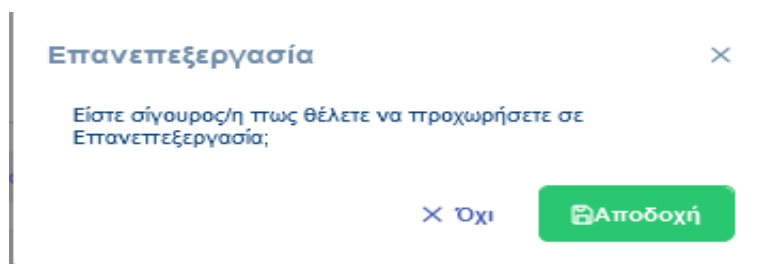 Επανεπεξεργασία
Είστε σίγουρος/η πως θέλετε να προχωρήσετε σε
Επανεπεξεργασία;
Όχι Αποδοχή